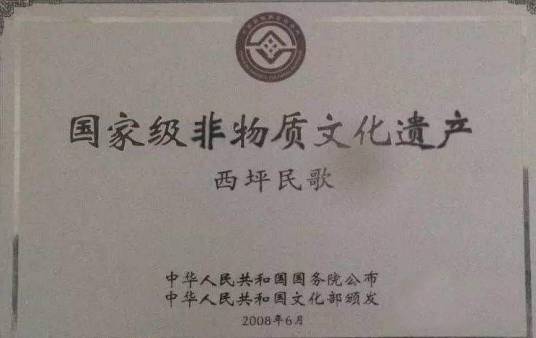 国家级非物质文化遗产
西坪民歌
中华人民共和国国务院公布
中华人民共和国文化部颁发
2008年6月